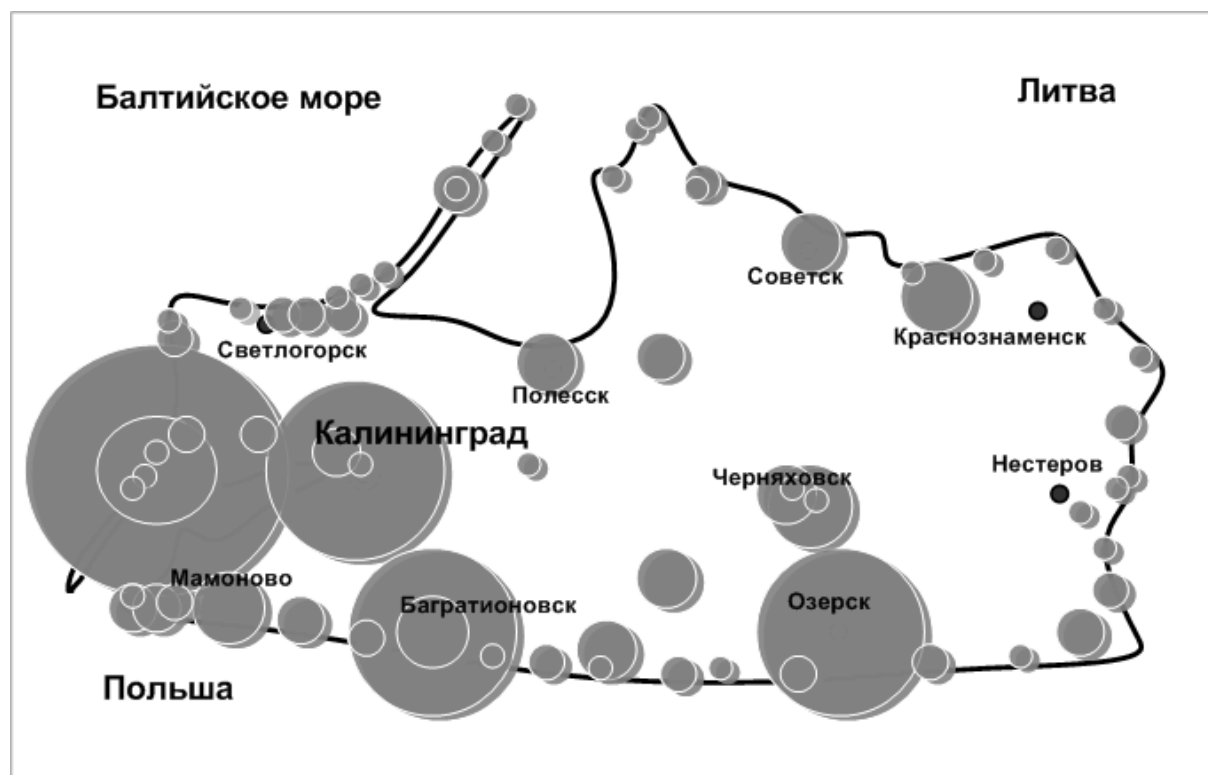 Балтийское море
Литва
Советск
Краснознаменск
Светлогорск
Полесск
Калининград
Черняховск
Нестеров
Мамоново
Багратионовск
Озерск
Польша